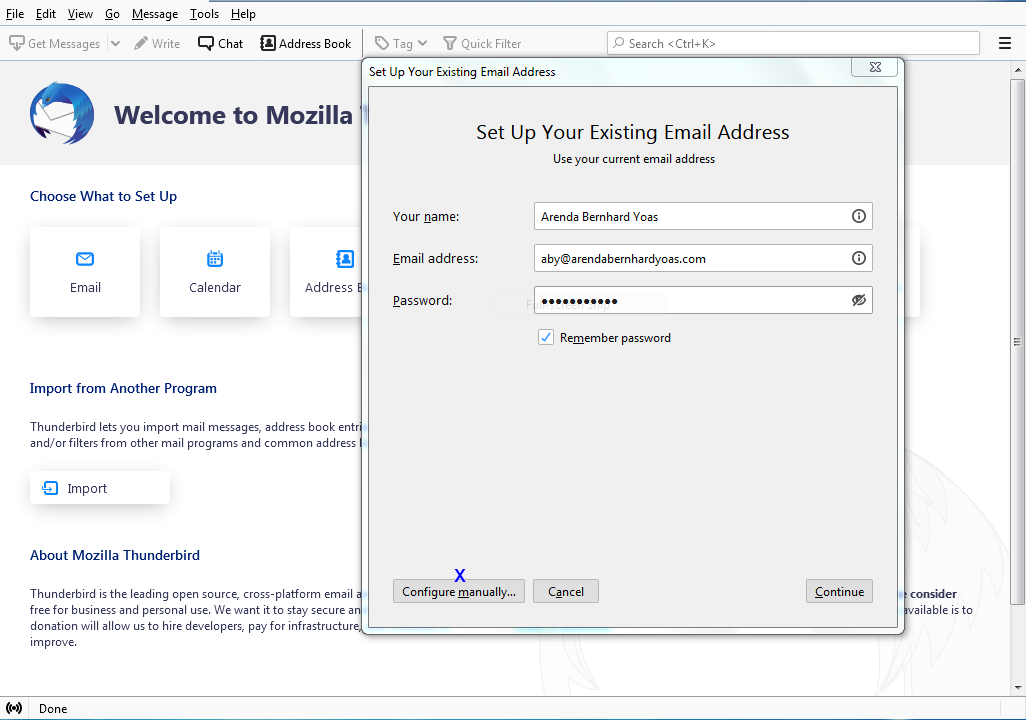 File Edit View Go Message Tools Help
Get Messages Write Chat Address Book Tag Quick Filter Search <Ctrl+K>
Set Up Your Existing Email Address
Welcome to Mozilla
Set Up Your Existing Email Address
Use your current email address
Choose What to Set Up
Your name: Arenda Bernhard Yoas
Email address: aby@arendabernhardyoas.com
Email Calendar Address
Password: ●●●●●●●●●●●
Remember password
Import from Another Program
Thunderbird lets you import mail messages, address book
and/or filters from other mail programs and common address
Import
About Mozilla Thunderbird
X
Configure manually... Cancel Continue
Thunderbird is the leading open source, cross-platform email consider
free for business and personal use. We want it to stay secure available is to
donation will allow us to hire developers, pay for infrastructure,
improve.
Done